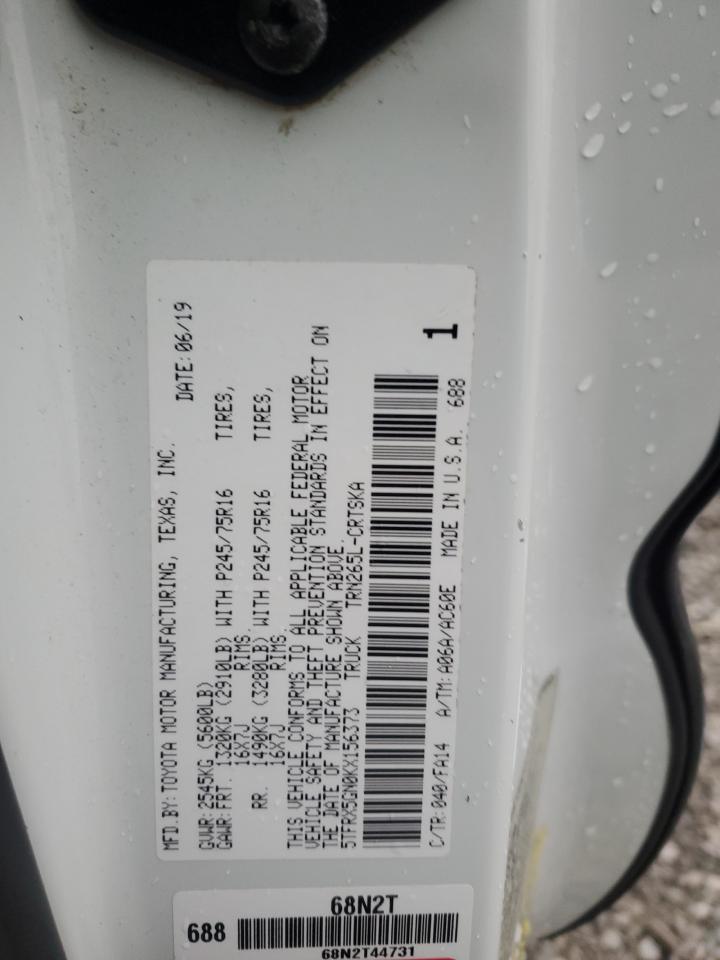 MFD.BY: TOYOTA MOTOR MANUFACTURING, TEXAS, INC. DATE: 06/19
GVWR: 2545KG (5600LB)
GAWR: FRT. 1320KG (2910LB) WITH P245/75R16 TIRES,
16X7J RIMS.
RR. 1490KG (3280LB) WITH P245/75R16 TIRES,
16X7J RIMS.
THIS VEHICLE CONFORMS TO ALL APPLICABLE FEDERAL MOTOR
VEHICLE SAFETY AND THEFT PREVENTION STANDARDS IN EFFECT ON
THE DATE OF MANUFACTURE SHOWN ABOVE.
5TFRX5GN0KX156373 TRUCK TRN265L-CRTSKA
1
C/TR: 040/FA14 A/TM: A06A/AC60E MADE IN U.S.A. 688
68N2T
688
68N2T44731